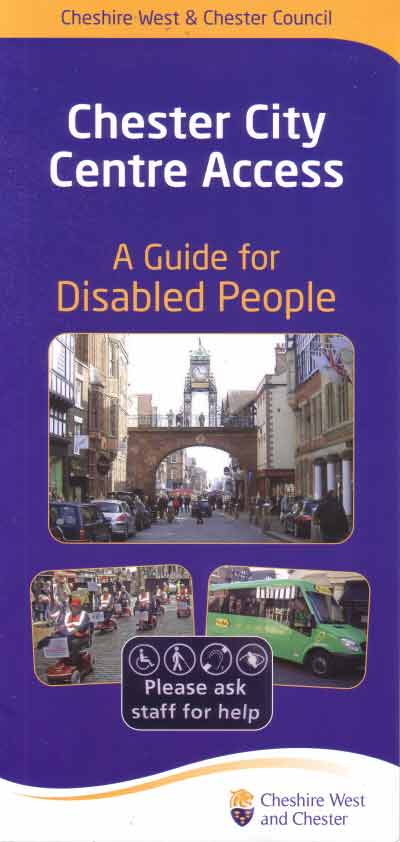 Cheshire West & Chester Council
Chester City
Centre Access
A Guide for
Disabled People
Please ask
staff for help
Cheshire West
and Chester